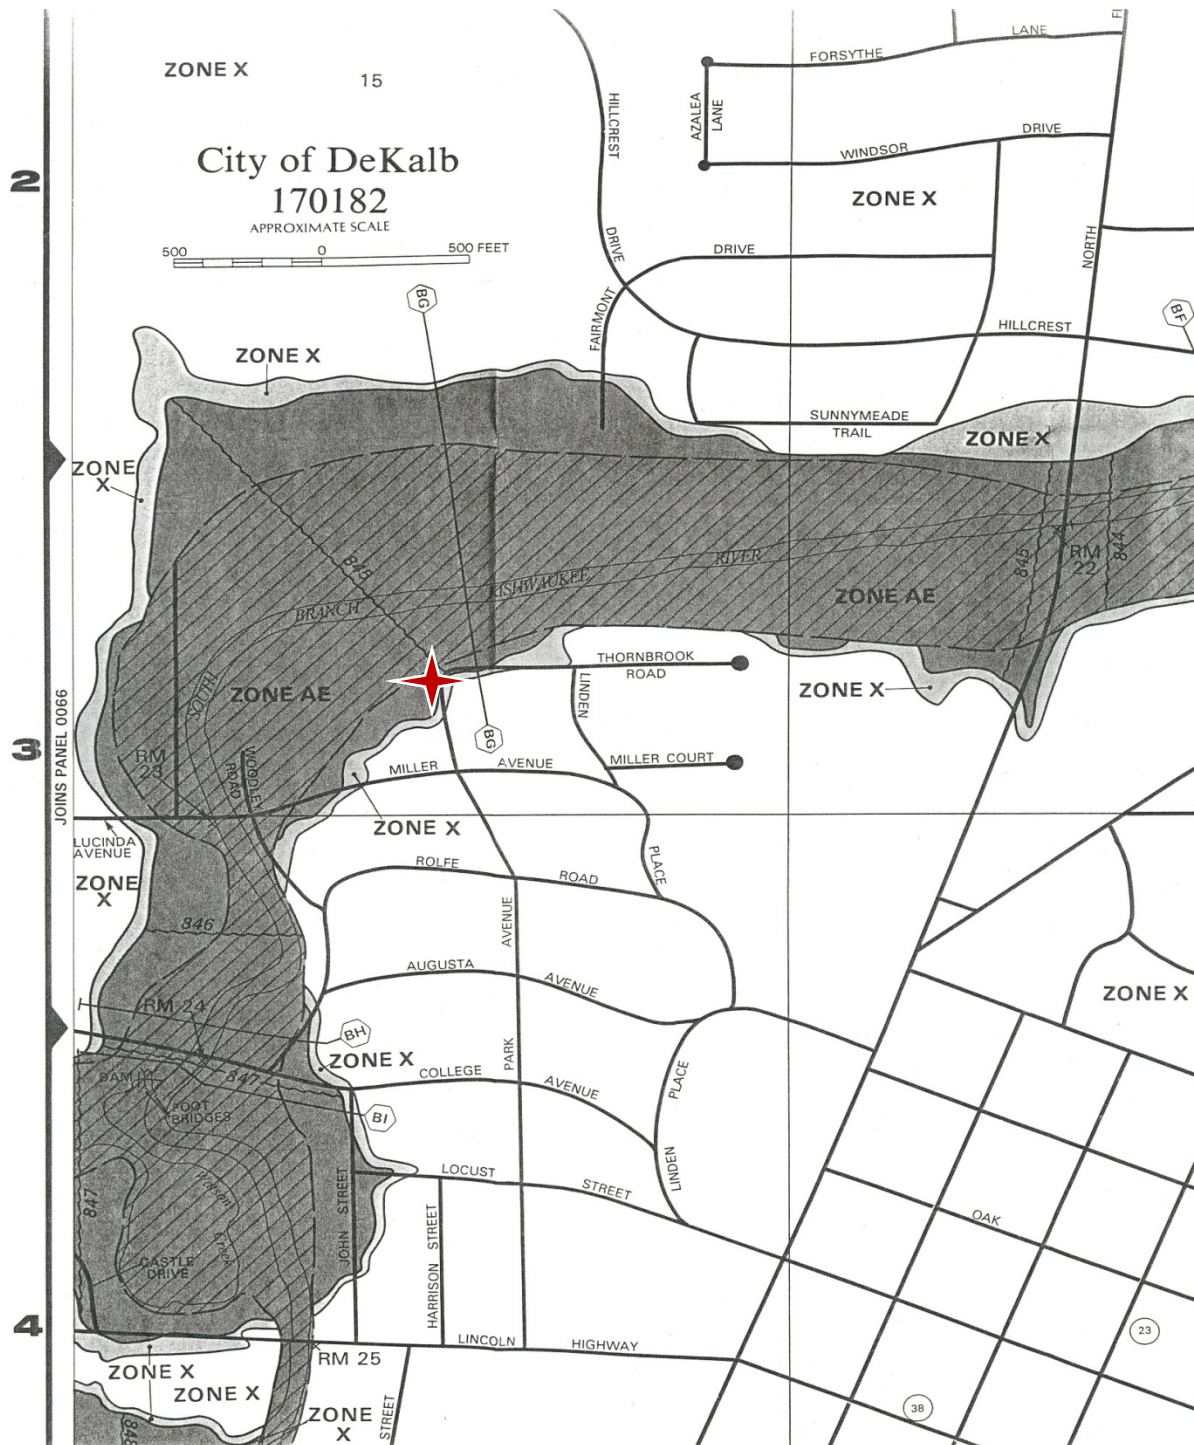 FORSYTHE
LANE
ZONE X
15
HILLCREST
AZALEA
LANE
WINDSOR
DRIVE
City of DeKalb
170182
APPROXIMATE SCALE
500
0
500 FEET
2
ZONE X
DRIVE
DRIVE
NORTH
BG
FAIRMONT
BF
HILLCREST
ZONE X
SUNNYMEADE
TRAIL
ZONE X
ZONE
X
848
RIVER
KISHWAUKEE
BRANCH
SOUTH
845
RM
22
844
ZONE AE
THORNBROOK
ROAD
ZONE AE
LINDEN
ZONE X
JOINS PANEL 0066
3
RM
23
WOODLEY
ROAD
BG
MILLER
AVENUE
MILLER COURT
LUCINDA
AVENUE
ZONE X
ZONE
X
ROLFE
ROAD
PLACE
846
AVENUE
AUGUSTA
AVENUE
ZONE X
RM 24
BH
ZONE X
PARK
847
DAM
COLLEGE
AVENUE
PLACE
FOOT
BRIDGES
BI
LOCUST
STREET
LINDEN
847
Watson
Creek
JOHN STREET
HARRISON STREET
OAK
CASTLE
DRIVE
4
LINCOLN
HIGHWAY
23
RM 25
ZONE X
ZONE X
ZONE
X
STREET
38
848